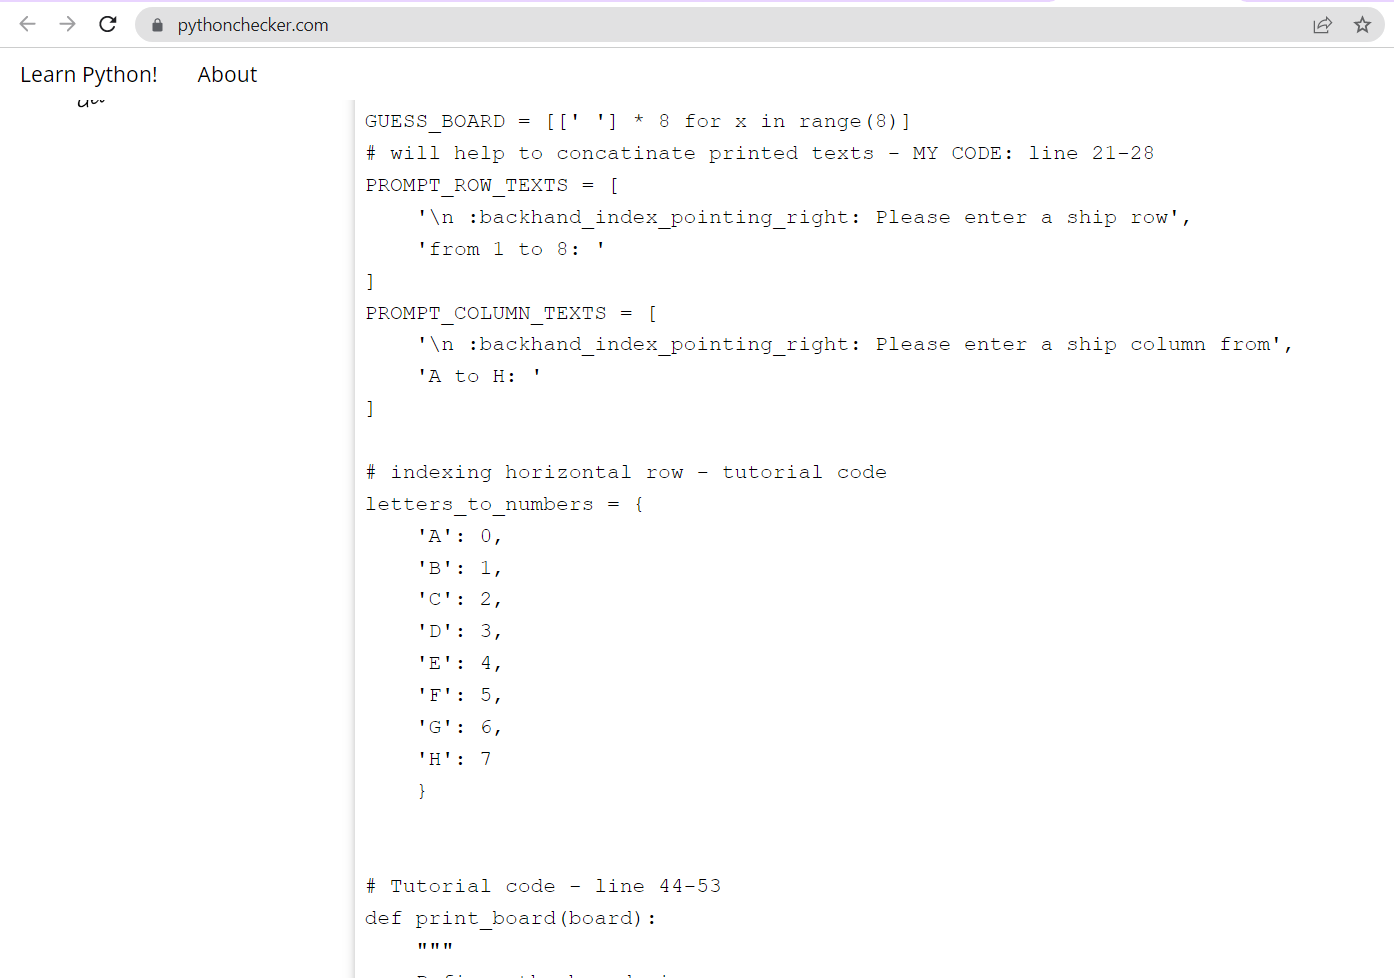 pythonchecker.com
Learn Python! About
GUESS_BOARD = [[' '] * 8 for x in range(8)]
# will help to concatinate printed texts - MY CODE: line 21-28
PROMPT_ROW_TEXTS = [
    '\n :backhand_index_pointing_right: Please enter a ship row',
    'from 1 to 8: '
]
PROMPT_COLUMN_TEXTS = [
    '\n :backhand_index_pointing_right: Please enter a ship column from',
    'A to H: '
]
# indexing horizontal row - tutorial code
letters_to_numbers = {
    'A': 0,
    'B': 1,
    'C': 2,
    'D': 3,
    'E': 4,
    'F': 5,
    'G': 6,
    'H': 7
    }
# Tutorial code - line 44-53
def print_board(board):
    """